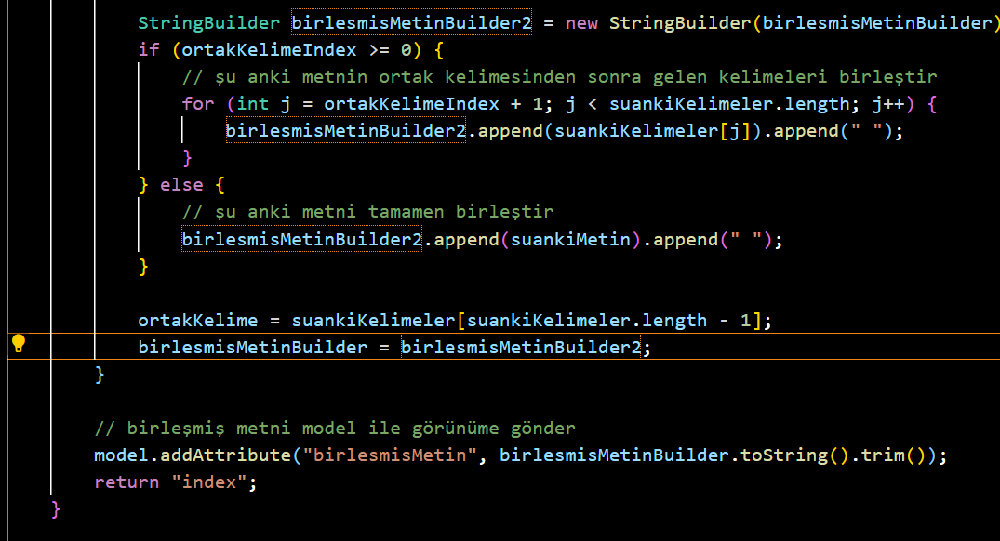 StringBuilder birlesmisMetinBuilder2 = new StringBuilder(birlesmisMetinBuilder)
if (ortakKelimeIndex >= 0) {
// şu anki metnin ortak kelimesinden sonra gelen kelimeleri birleştir
for (int j = ortakKelimeIndex + 1; j < suankiKelimeler.length; j++) {
birlesmisMetinBuilder2.append(suankiKelimeler[j]).append(" ");
}
} else {
// şu anki metni tamamen birleştir
birlesmisMetinBuilder2.append(suankiMetin).append(" ");
}
ortakKelime = suankiKelimeler[suankiKelimeler.length - 1];
birlesmisMetinBuilder = birlesmisMetinBuilder2;
}
// birleşmiş metni model ile görünüme gönder
model.addAttribute("birlesmisMetin", birlesmisMetinBuilder.toString().trim());
return "index";
}